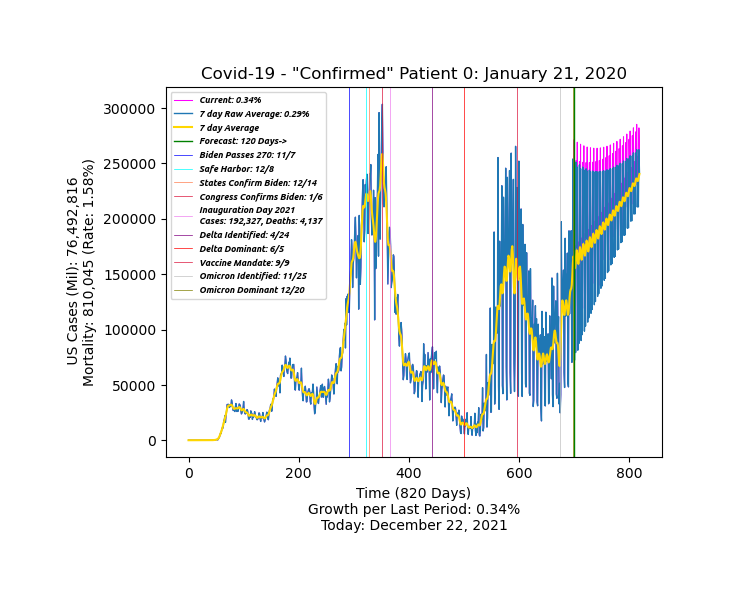 Covid-19 - "Confirmed" Patient 0: January 21, 2020
300000
250000
200000
150000
100000
50000
0
US Cases (Mil): 76,492,816
Mortality: 810,045 (Rate: 1.58%)
Current: 0.34%
7 day Raw Average: 0.29%
7 day Average
Forecast: 120 Days->
Biden Passes 270: 11/7
Safe Harbor: 12/8
States Confirm Biden: 12/14
Congress Confirms Biden: 1/6
Inauguration Day 2021
Cases: 192,327, Deaths: 4,137
Delta Identified: 4/24
Delta Dominant: 6/5
Vaccine Mandate: 9/9
Omicron Identified: 11/25
Omicron Dominant 12/20
0 200 400 600 800
Time (820 Days)
Growth per Last Period: 0.34%
Today: December 22, 2021